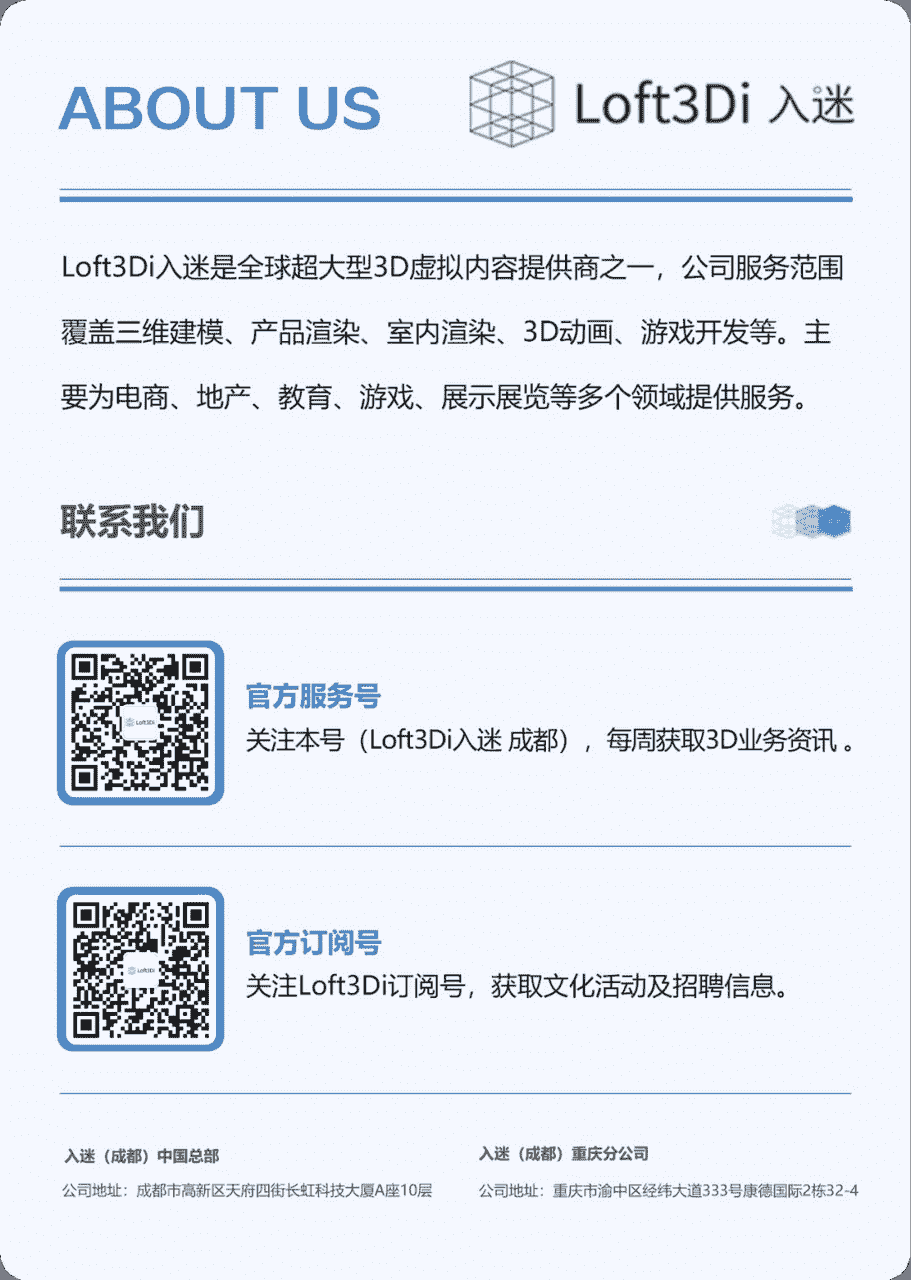 ABOUT US
Loft3Di 入迷
Loft3Di入迷是全球超大型3D虚拟内容提供商之一，公司服务范围
覆盖三维建模、产品渲染、室内渲染、3D动画、游戏开发等。主
要为电商、地产、教育、游戏、展示展览等多个领域提供服务。
联系我们
Loft3Di
官方服务号
关注本号（Loft3Di入迷 成都），每周获取3D业务资讯 。
Loft3Di
官方订阅号
关注Loft3Di订阅号，获取文化活动及招聘信息。
入迷（成都）中国总部
公司地址：成都市高新区天府四街长虹科技大厦A座10层
入迷（成都）重庆分公司
公司地址：重庆市渝中区经纬大道333号康德国际2栋32-4